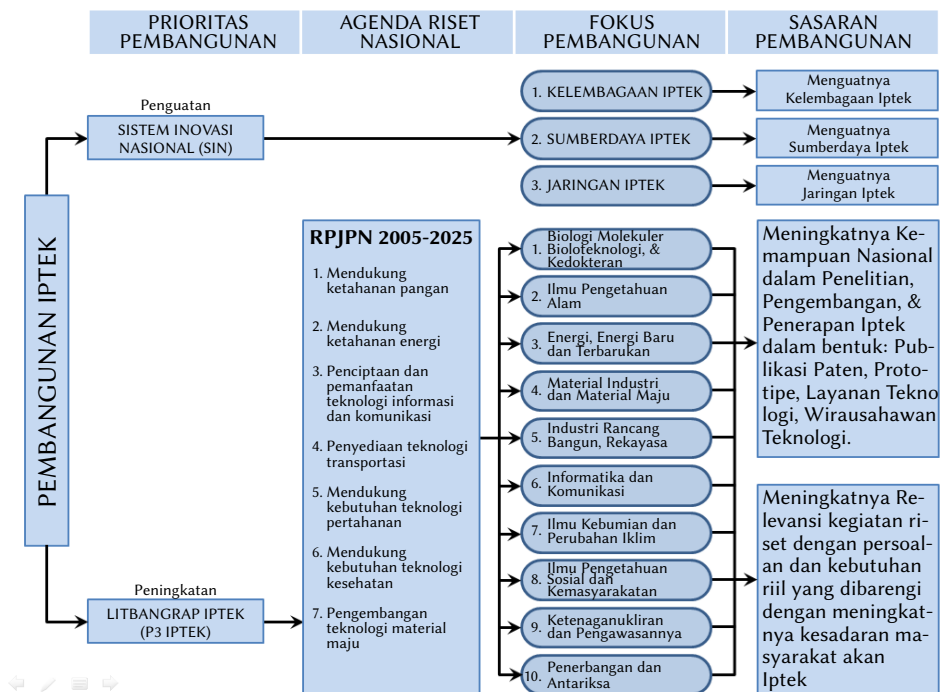 PRIORITAS
PEMBANGUNAN
AGENDA RISET
NASIONAL
FOKUS
PEMBANGUNAN
SASARAN
PEMBANGUNAN
PEMBANGUNAN IPTEK
Penguatan
SISTEM INOVASI
NASIONAL (SIN)
1. KELEMBAGAAN IPTEK
2. SUMBERDAYA IPTEK
3. JARINGAN IPTEK
Menguatnya
Kelembagaan Iptek
Menguatnya
Sumberdaya Iptek
Menguatnya
Jaringan Iptek
Peningkatan
LITBANGRAP IPTEK
(P3 IPTEK)
RPJPN 2005-2025
1. Mendukung
ketahanan pangan
2. Mendukung
ketahanan energi
3. Penciptaan dan
pemanfaatan
teknologi informasi
dan komunikasi
4. Penyediaan teknologi
transportasi
5. Mendukung
kebutuhan teknologi
pertahanan
6. Mendukung
kebutuhan teknologi
kesehatan
7. Pengembangan
teknologi material
maju
Biologi Molekuler
1. Bioloteknologi, &
Kedokteran
2. Ilmu Pengetahuan
Alam
3. Energi, Energi Baru
dan Terbarukan
4. Material Industri
dan Material Maju
5. Industri Rancang
Bangun, Rekayasa
6. Informatika dan
Komunikasi
7. Ilmu Kebumian dan
Perubahan Iklim
Ilmu Pengetahuan
8. Sosial dan
Kemasyarakatan
9. Ketenaganukliran
dan Pengawasannya
10. Penerbangan dan
Antariksa
Meningkatnya Ke-
mampuan Nasional
dalam Penelitian,
Pengembangan, &
Penerapan Iptek
dalam bentuk: Pub-
likasi Paten, Proto-
tipe, Layanan Tekno
logi, Wirausahawan
Teknologi.
Meningkatnya Re-
levansi kegiatan ri-
set dengan persoal-
an dan kebutuhan
riil yang dibarengi
dengan meningkat-
nya kesadaran ma-
syarakat akan
Iptek